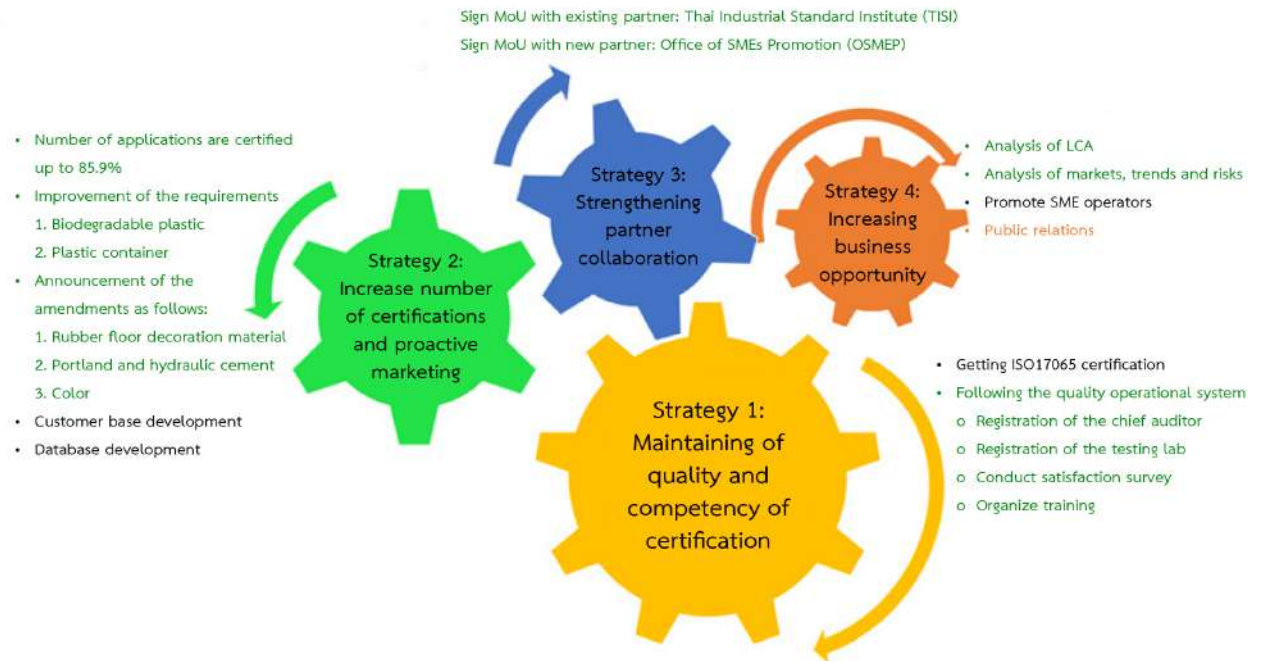 Sign MoU with existing partner: Thai Industrial Standard Institute (TISI)
Sign MoU with new partner: Office of SMEs Promotion (OSMEP)
• Number of applications are certified
up to 85.9%
• Improvement of the requirements
1. Biodegradable plastic
2. Plastic container
• Announcement of the
amendments as follows:
1. Rubber floor decoration material
2. Portland and hydraulic cement
3. Color
• Customer base development
• Database development
Strategy 2:
Increase number
of certifications
and proactive
marketing
Strategy 3:
Strengthening
partner
collaboration
Strategy 4:
Increasing
business
opportunity
• Analysis of LCA
• Analysis of markets, trends and risks
• Promote SME operators
• Public relations
Strategy 1:
Maintaining of
quality and
competency of
certification
• Getting ISO17065 certification
• Following the quality operational system
o Registration of the chief auditor
o Registration of the testing lab
o Conduct satisfaction survey
o Organize training